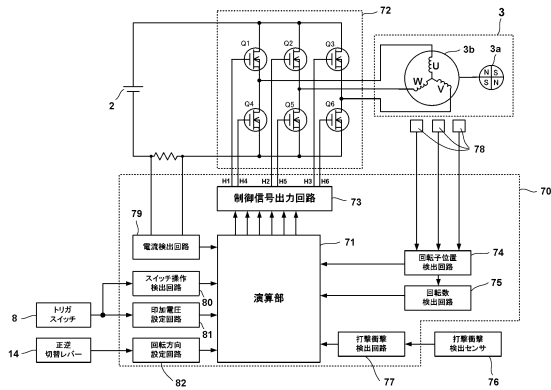 72
3
Q1
Q2
Q3
3b
3a
U
W
V
N
S
S
N
2
Q4
Q5
Q6
78
H1
H4
H2
H5
H3
H6
制御信号出力回路
73
70
79
電流検出回路
71
演算部
回転子位置
検出回路
74
回転数
検出回路
75
スイッチ操作
検出回路
80
8
トリガ
スイッチ
印加電圧
設定回路
81
14
正逆
切替レバー
回転方向
設定回路
82
打撃衝撃
検出回路
77
打撃衝撃
検出センサ
76